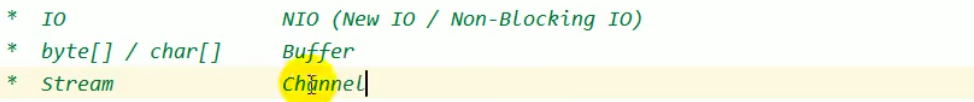 * IO NIO (New IO / Non-Blocking IO)
* byte[] / char[] Buffer
* Stream Channel